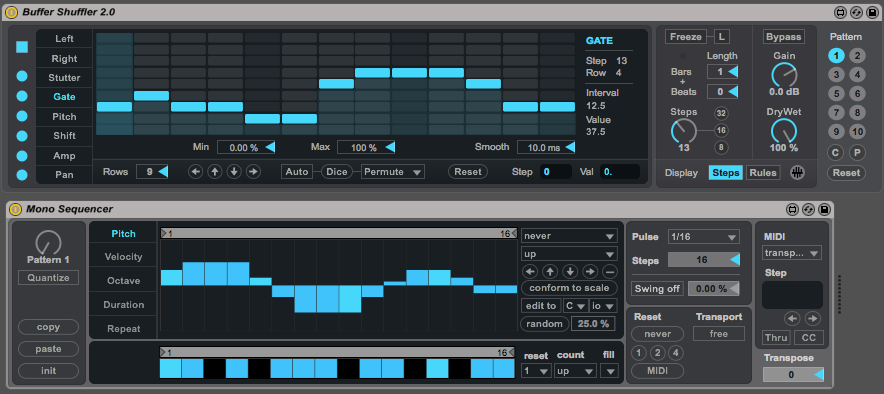 Buffer Shuffler 2.0
Left
Right
Stutter
Gate
Pitch
Shift
Amp
Pan
GATE
Step 13
Row 4
Interval
12.5
Value
37.5
Min 0.00 % Max 100 % Smooth 10.0 ms
Rows 9 Auto Dice Permute Reset Step 0 Val 0.
Freeze L
Length
Bars 1
+
Beats 0
Steps
13
32
16
8
Bypass
Gain
0.0 dB
DryWet
100 %
Display Steps Rules
Pattern
1 2
3 4
5 6
7 8
9 10
C P
Reset
Mono Sequencer
Pattern 1
Quantize
copy
paste
init
Pitch
Velocity
Octave
Duration
Repeat
1 16
never
up
conform to scale
edit to C io
random 25.0 %
1 16
reset count fill
1 up
Pulse 1/16
Steps 16
Swing off 0.00 %
Reset Transport
never free
1 2 4
MIDI
MIDI
transp...
Step
Thru CC
Transpose
0